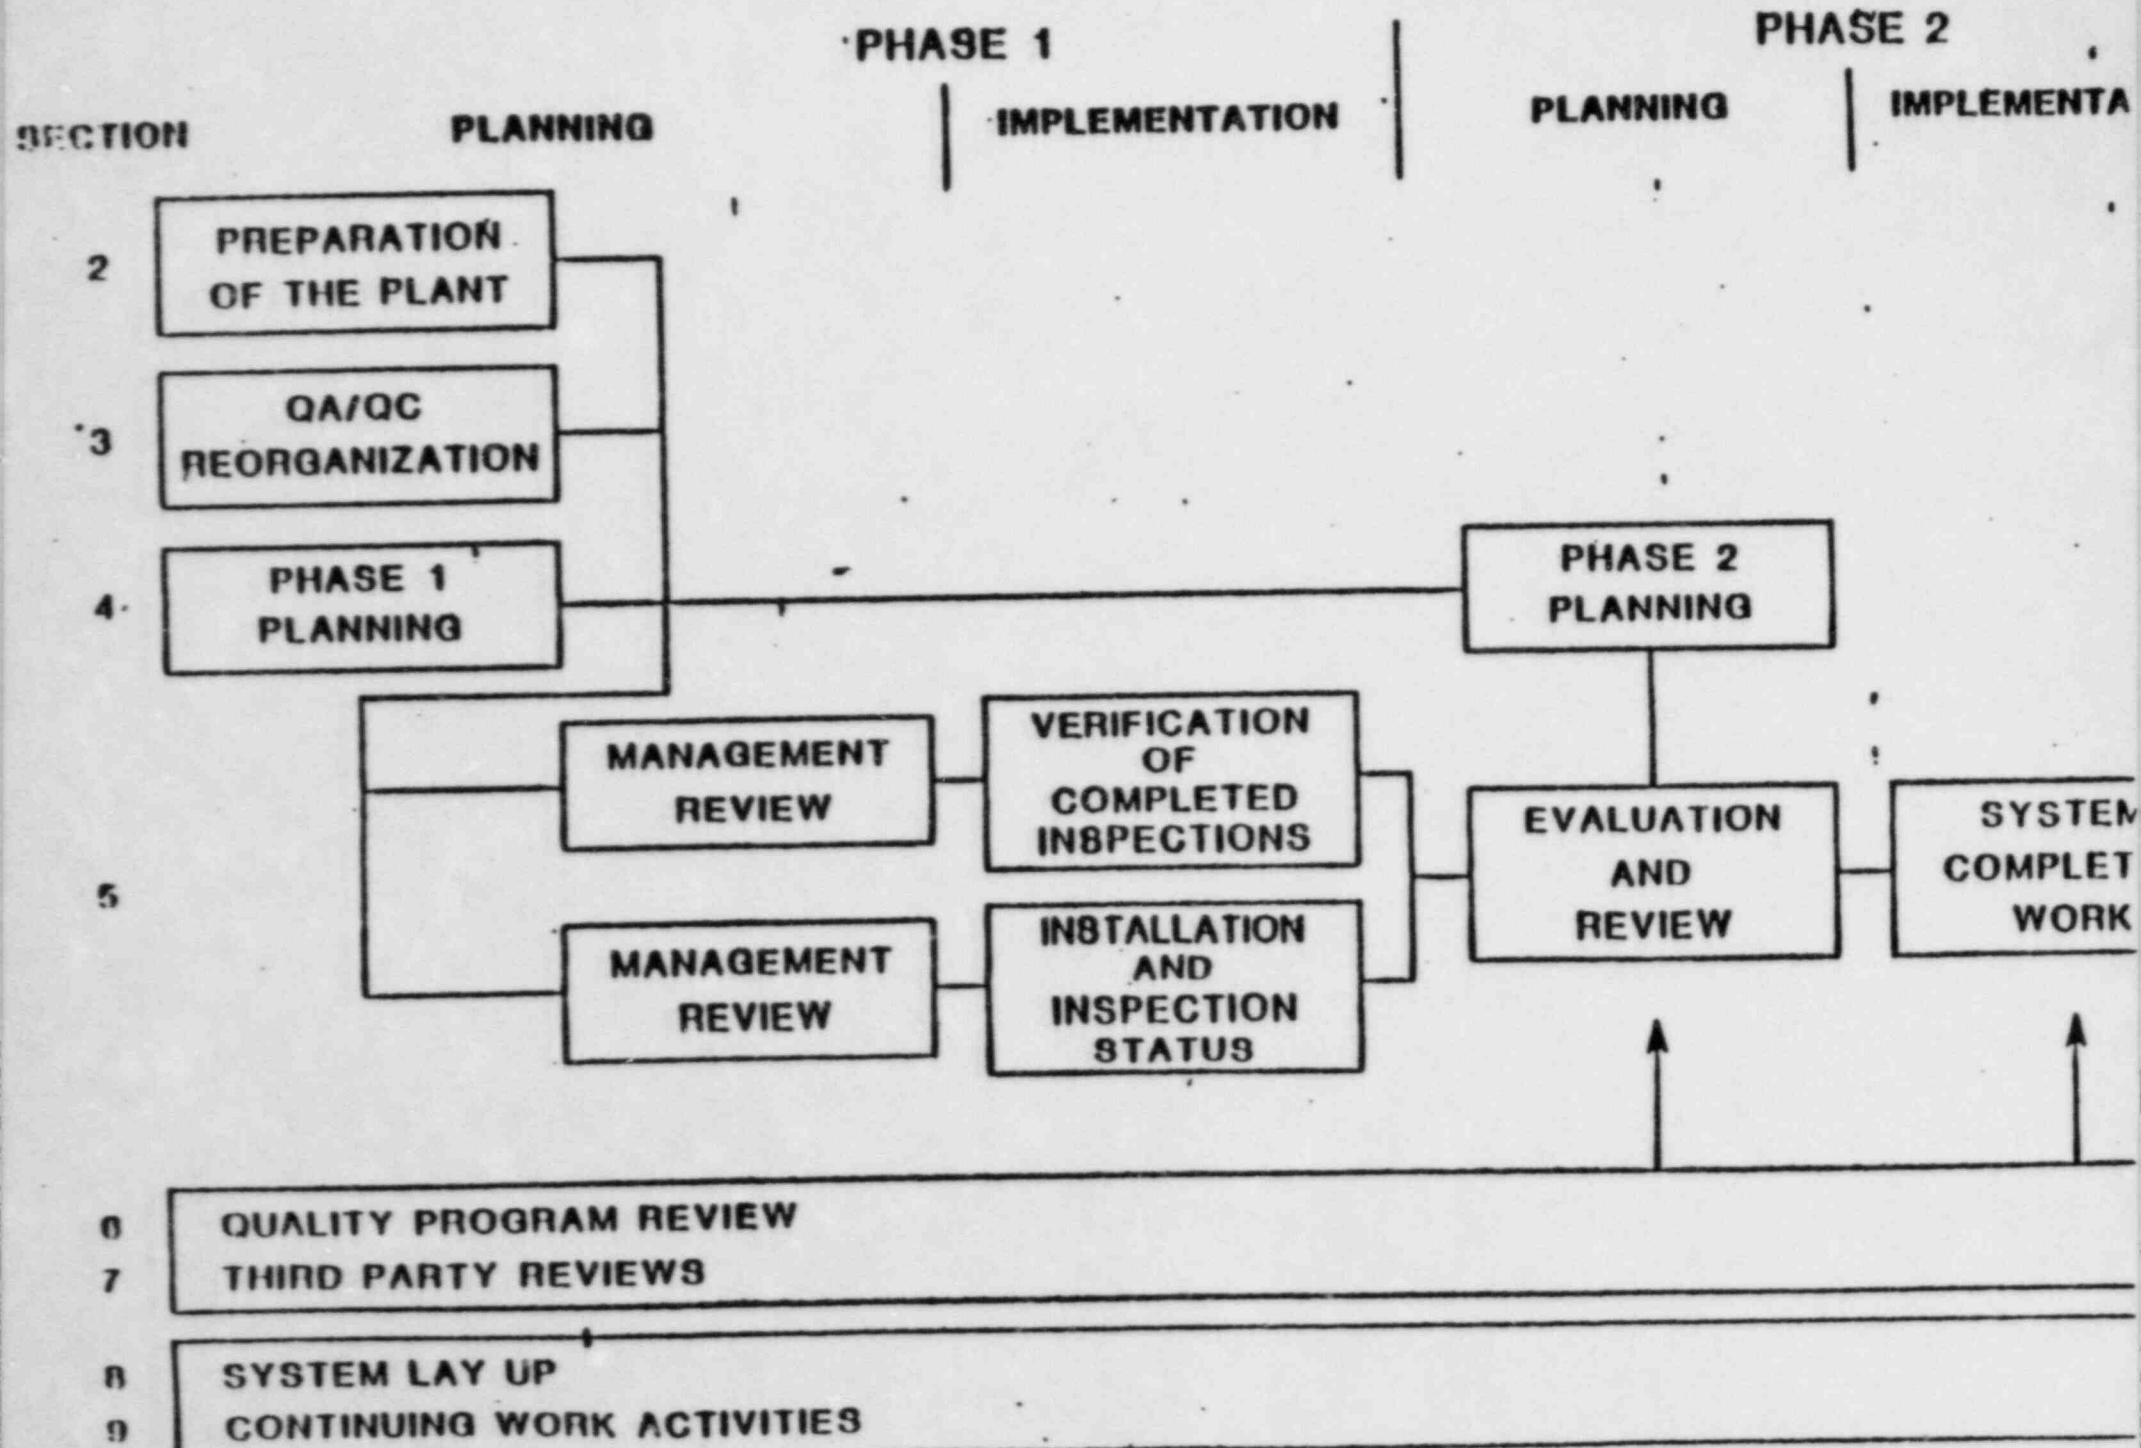 PHASE 1
PHASE 2
SECTION
PLANNING
IMPLEMENTATION
PLANNING
IMPLEMENTA
2
PREPARATION
OF THE PLANT
3
QA/QC
REORGANIZATION
4
PHASE 1
PLANNING
PHASE 2
PLANNING
5
MANAGEMENT
REVIEW
VERIFICATION
OF
COMPLETED
INSPECTIONS
EVALUATION
AND
REVIEW
SYSTEM
COMPLET
WORK
MANAGEMENT
REVIEW
INSTALLATION
AND
INSPECTION
STATUS
6 QUALITY PROGRAM REVIEW
7 THIRD PARTY REVIEWS
8 SYSTEM LAY UP
9 CONTINUING WORK ACTIVITIES